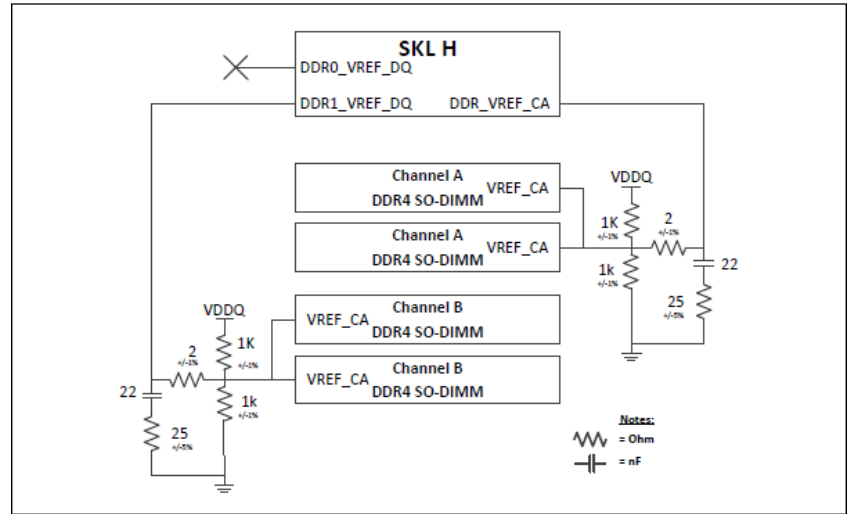 SKL H
DDR0_VREF_DQ
DDR1_VREF_DQ DDR_VREF_CA
Channel A
VREF_CA
DDR4 SO-DIMM
Channel A
VREF_CA
DDR4 SO-DIMM
VDDQ
1K
+/-1%
2
+/-1%
1k
+/-1%
22
25
+/-5%
Channel B
VREF_CA
DDR4 SO-DIMM
Channel B
VREF_CA
DDR4 SO-DIMM
VDDQ
1K
+/-1%
2
+/-1%
1k
+/-1%
22
25
+/-5%
Notes:
= Ohm
= nF